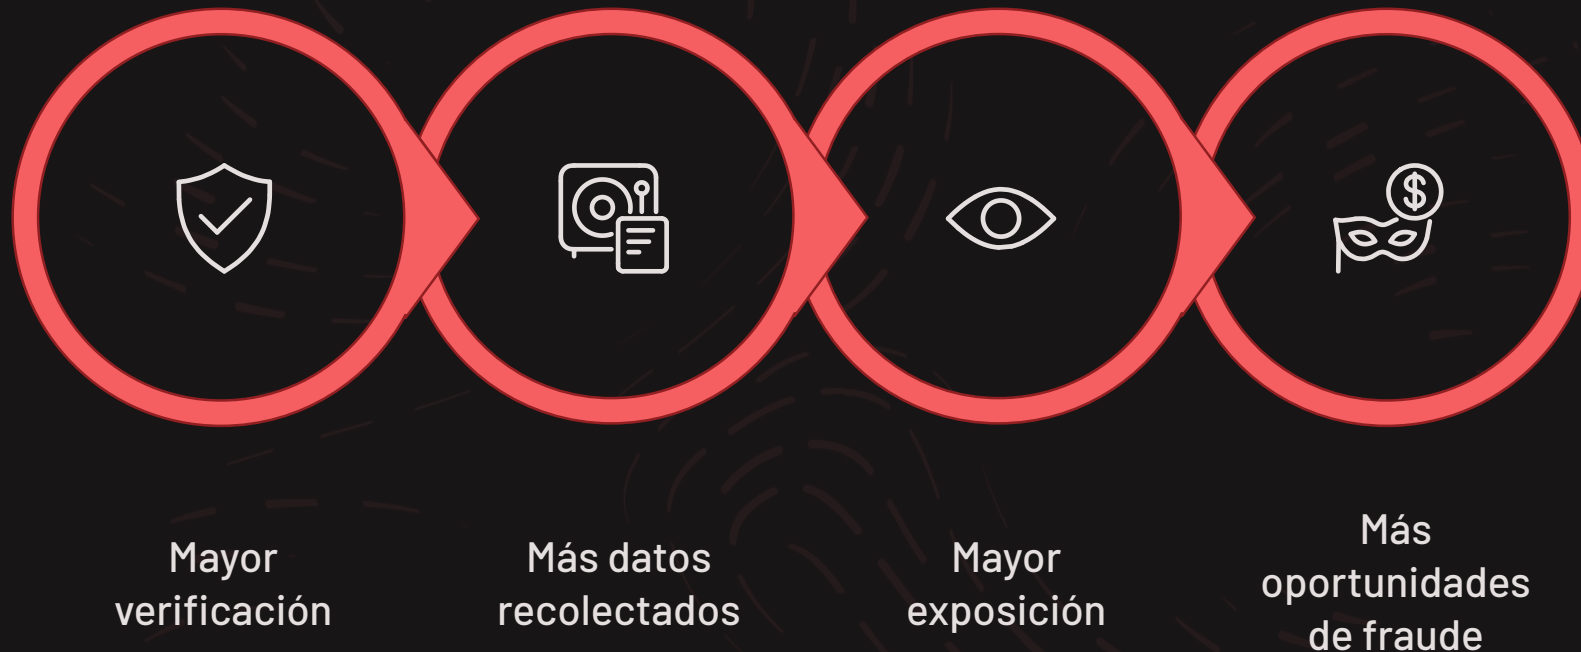 Mayor
verificación
Más datos
recolectados
Mayor
exposición
Más
oportunidades
de fraude
$